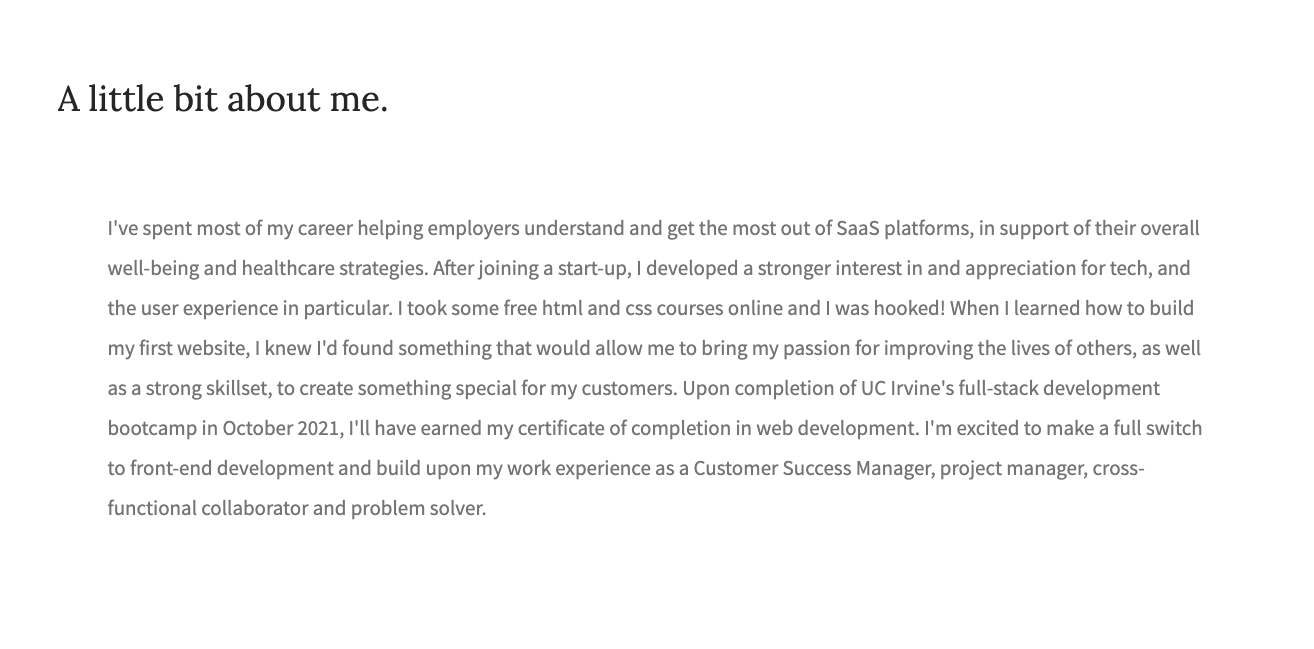 A little bit about me.
I've spent most of my career helping employers understand and get the most out of SaaS platforms, in support of their overall
well-being and healthcare strategies. After joining a start-up, I developed a stronger interest in and appreciation for tech, and
the user experience in particular. I took some free html and css courses online and I was hooked! When I learned how to build
my first website, I knew I'd found something that would allow me to bring my passion for improving the lives of others, as well
as a strong skillset, to create something special for my customers. Upon completion of UC Irvine's full-stack development
bootcamp in October 2021, I'll have earned my certificate of completion in web development. I'm excited to make a full switch
to front-end development and build upon my work experience as a Customer Success Manager, project manager, cross-
functional collaborator and problem solver.